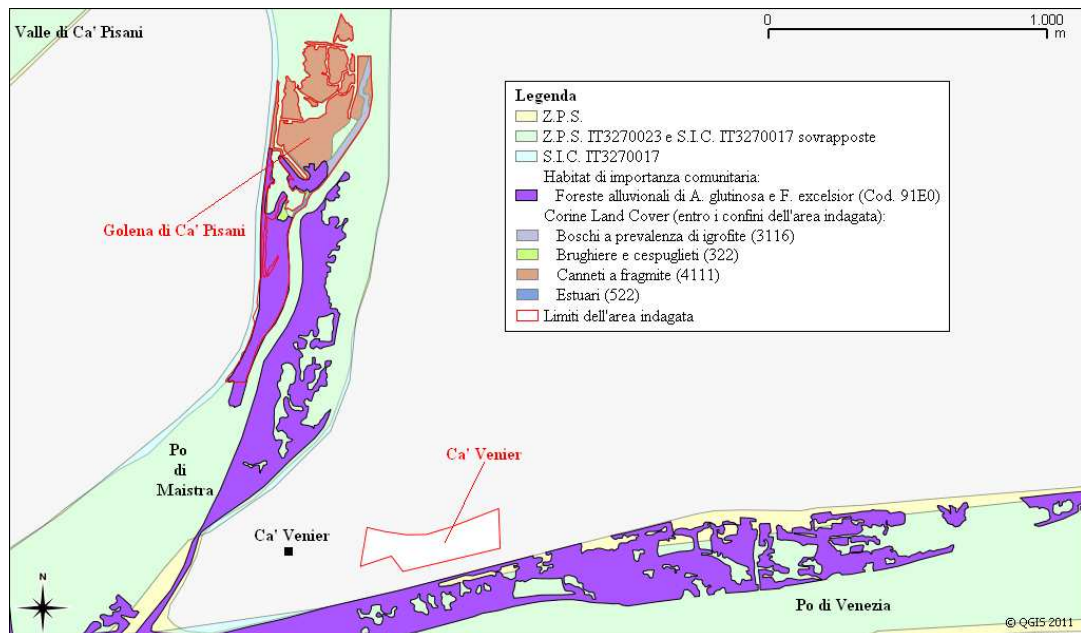 Valle di Ca' Pisani
0
1.000
m
Legenda
Z.P.S.
Z.P.S. IT3270023 e S.I.C. IT3270017 sovrapposte
S.I.C. IT3270017
Habitat di importanza comunitaria:
Foreste alluvionali di A. glutinosa e F. excelsior (Cod. 91E0)
Corine Land Cover (entro i confini dell'area indagata):
Boschi a prevalenza di igrofite (3116)
Brughiere e cespuglieti (322)
Canneti a fragmite (4111)
Estuari (522)
Limiti dell'area indagata
Golena di Ca' Pisani
Po
di
Maistra
Ca' Venier
Ca' Venier
N
Po di Venezia
© QGIS 2011